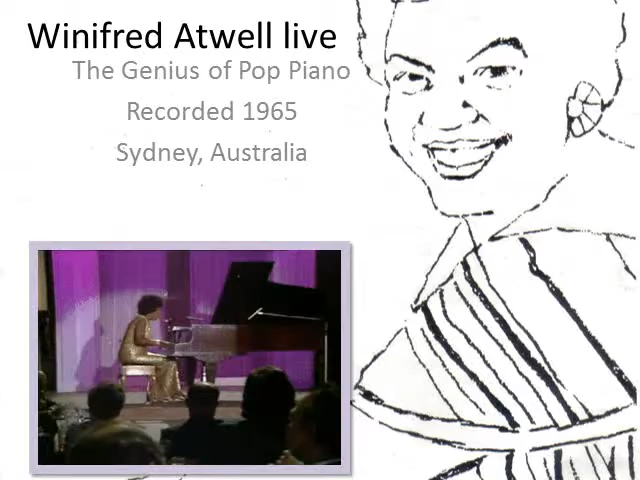 Winifred Atwell live
The Genius of Pop Piano
Recorded 1965
Sydney, Australia